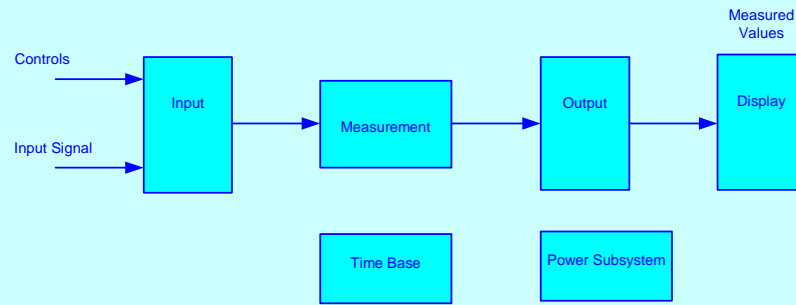 Measured
Values
Controls
Input
Output
Display
Measurement
Input Signal
Time Base
Power Subsystem